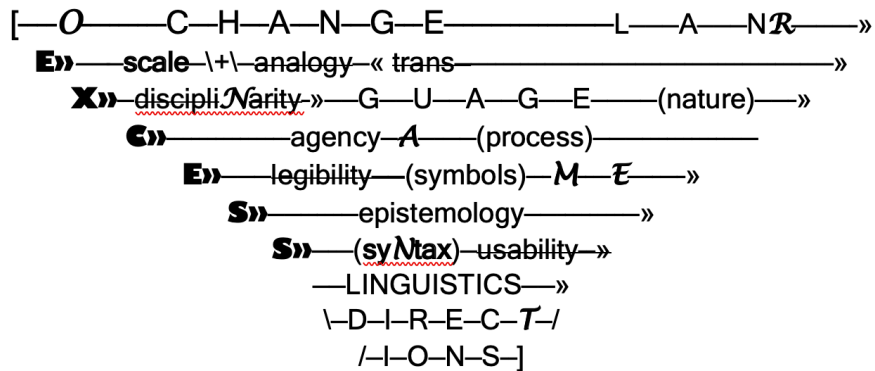 [—O———C—H—A—N—G—E——————L—A—NR——»
E»——scale–\+\–analogy–« trans———————————»
X»–discipliNarity–»—G—U—A—G—E——(nature)—»
C»————agency–A——(process)—————
E»——legibility—(symbols)—M—E——»
S»———epistemology————»
S»—(syNtax)–usability–»
—LINGUISTICS—»
\–D–I–R–E–C–T–/
/–I–O–N–S–]